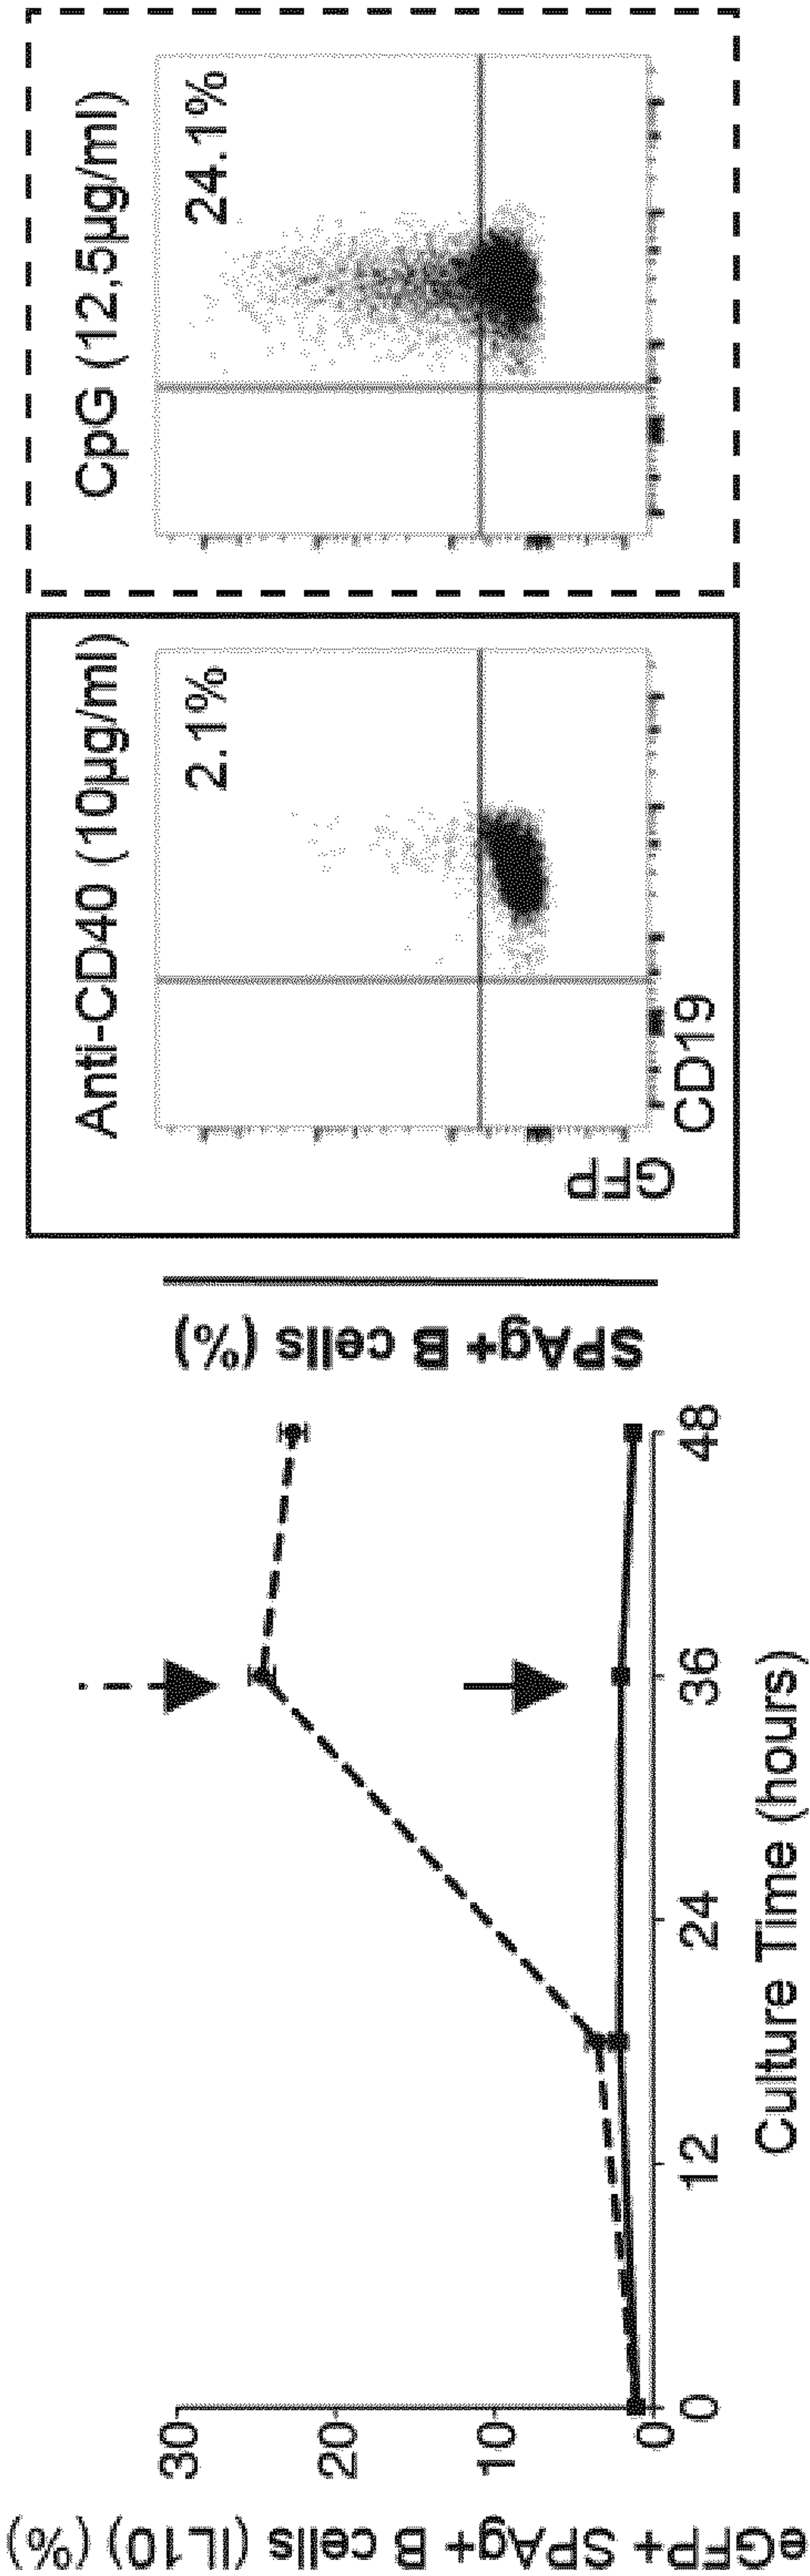 eGFP+ SPAg+ B cells (IL10) (%)
30
20
10
0
0
12
24
36
48
Culture Time (hours)
SPAg+ B cells (%)
Anti-CD40 (10µg/ml)
2.1%
GFP
CD19
CpG (12,5µg/ml)
24.1%